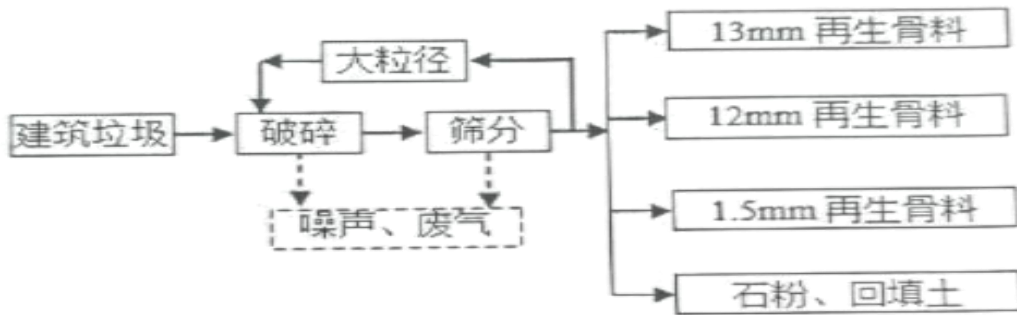 13mm 再生骨料
大粒径
建筑垃圾
破碎
筛分
12mm 再生骨料
噪声、废气
1.5mm 再生骨料
石粉、回填土